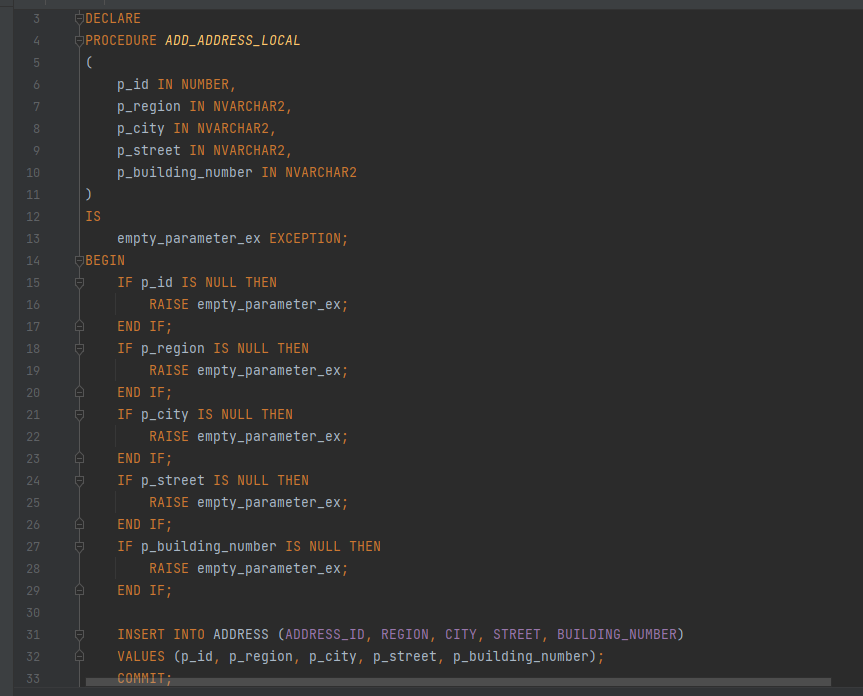 3 DECLARE
4 PROCEDURE ADD_ADDRESS_LOCAL
5 (
6     p_id IN NUMBER,
7     p_region IN NVARCHAR2,
8     p_city IN NVARCHAR2,
9     p_street IN NVARCHAR2,
10     p_building_number IN NVARCHAR2
11 )
12 IS
13     empty_parameter_ex EXCEPTION;
14 BEGIN
15     IF p_id IS NULL THEN
16         RAISE empty_parameter_ex;
17     END IF;
18     IF p_region IS NULL THEN
19         RAISE empty_parameter_ex;
20     END IF;
21     IF p_city IS NULL THEN
22         RAISE empty_parameter_ex;
23     END IF;
24     IF p_street IS NULL THEN
25         RAISE empty_parameter_ex;
26     END IF;
27     IF p_building_number IS NULL THEN
28         RAISE empty_parameter_ex;
29     END IF;
30
31     INSERT INTO ADDRESS (ADDRESS_ID, REGION, CITY, STREET, BUILDING_NUMBER)
32     VALUES (p_id, p_region, p_city, p_street, p_building_number);
33     COMMIT;